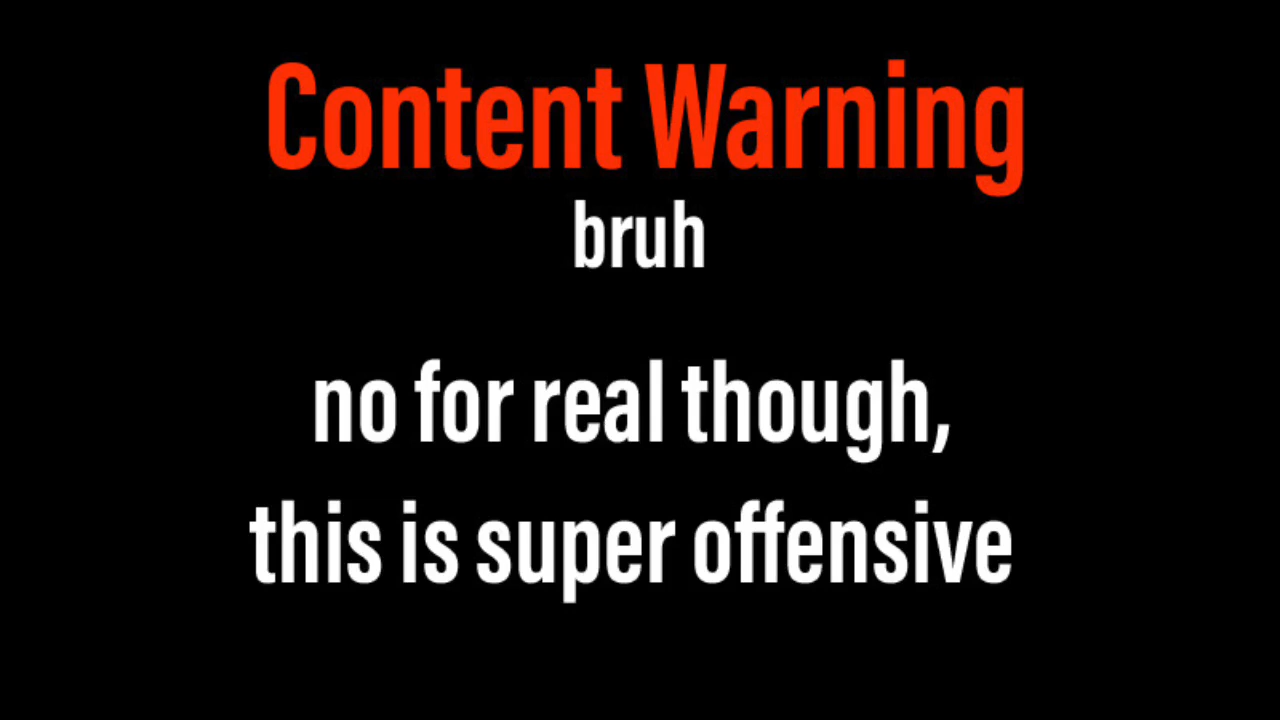 Content Warning
bruh
no for real though,
this is super offensive